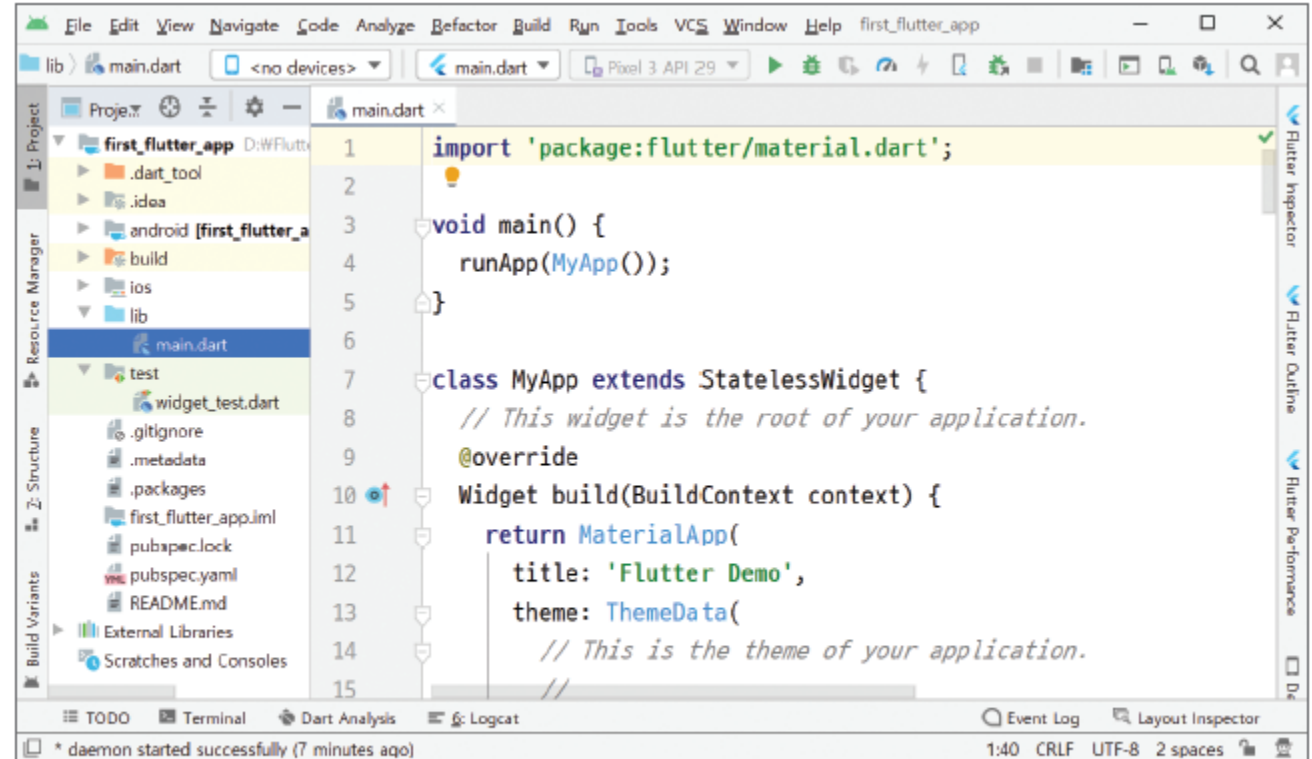 File Edit View Navigate Code Analyze Refactor Build Run Tools VCS Window Help first_flutter_app
lib main.dart <no devices> main.dart Pixel 3 API 29
1: Project
Resource Manager
Z: Structure
Build Variants
Proje...
first_flutter_app D:₩Flutte
.dart_tool
.idea
android [first_flutter_a
build
ios
lib
main.dart
test
widget_test.dart
.gitignore
.metadata
.packages
first_flutter_app.iml
pubspec.lock
pubspec.yaml
README.md
External Libraries
Scratches and Consoles
main.dart
1 import 'package:flutter/material.dart';
2
3 void main() {
4 runApp(MyApp());
5 }
6
7 class MyApp extends StatelessWidget {
8 // This widget is the root of your application.
9 @override
10 Widget build(BuildContext context) {
11 return MaterialApp(
12 title: 'Flutter Demo',
13 theme: ThemeData(
14 // This is the theme of your application.
15 //
Flutter Inspector
Flutter Outline
Flutter Performance
De
TODO Terminal Dart Analysis 6: Logcat Event Log Layout Inspector
* daemon started successfully (7 minutes ago) 1:40 CRLF UTF-8 2 spaces